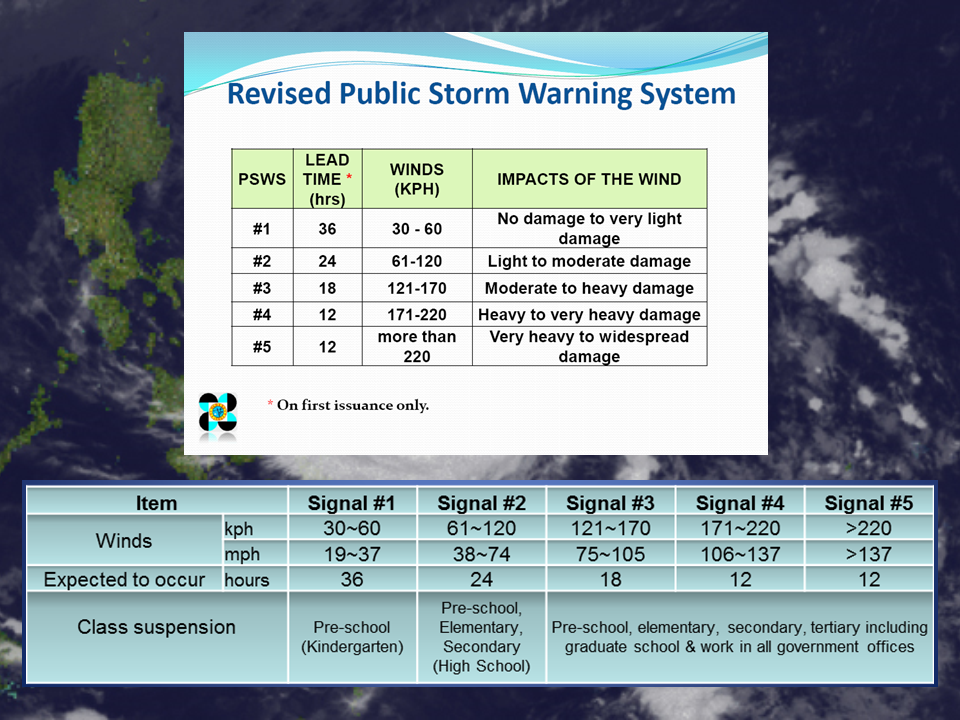 Revised Public Storm Warning System
PSWS LEAD TIME * (hrs) WINDS (KPH) IMPACTS OF THE WIND
#1 36 30 - 60 No damage to very light damage
#2 24 61-120 Light to moderate damage
#3 18 121-170 Moderate to heavy damage
#4 12 171-220 Heavy to very heavy damage
#5 12 more than 220 Very heavy to widespread damage
* On first issuance only.
Item Signal #1 Signal #2 Signal #3 Signal #4 Signal #5
Winds kph 30~60 61~120 121~170 171~220 >220
mph 19~37 38~74 75~105 106~137 >137
Expected to occur hours 36 24 18 12 12
Class suspension Pre-school (Kindergarten) Pre-school, Elementary, Secondary (High School) Pre-school, elementary, secondary, tertiary including graduate school & work in all government offices